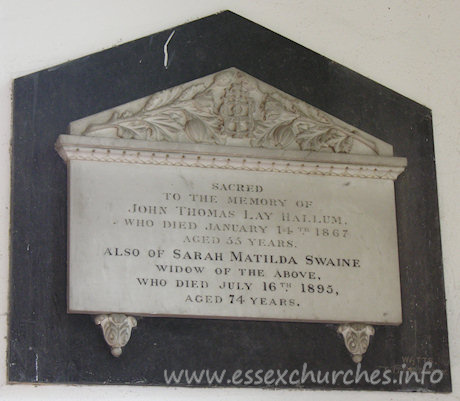 SACRED
TO THE MEMORY OF
JOHN THOMAS LAY HALLUM,
WHO DIED JANUARY 14TH 1867
AGED 55 YEARS.
ALSO OF SARAH MATILDA SWAINE
WIDOW OF THE ABOVE,
WHO DIED JULY 16TH 1895,
AGED 74 YEARS.
WATTS
www.essexchurches.info